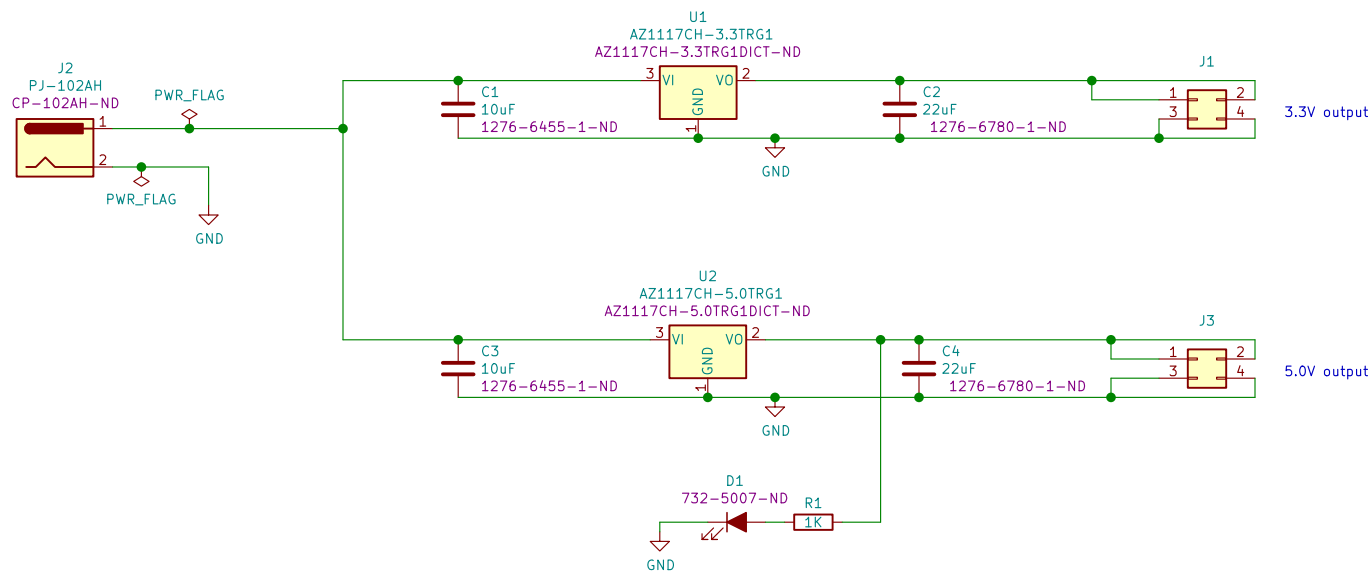 U1
AZ1117CH-3.3TRG1
AZ1117CH-3.3TRG1DICT-ND
3 VI VO 2
GND
1
J2
PJ-102AH
CP-102AH-ND
1
2
PWR_FLAG
PWR_FLAG
GND
C1
10uF
1276-6455-1-ND
GND
C2
22uF
1276-6780-1-ND
J1
1 2
3 4
3.3V output
U2
AZ1117CH-5.0TRG1
AZ1117CH-5.0TRG1DICT-ND
3 VI VO 2
GND
1
C3
10uF
1276-6455-1-ND
GND
C4
22uF
1276-6780-1-ND
J3
1 2
3 4
5.0V output
D1
732-5007-ND
R1
1K
GND